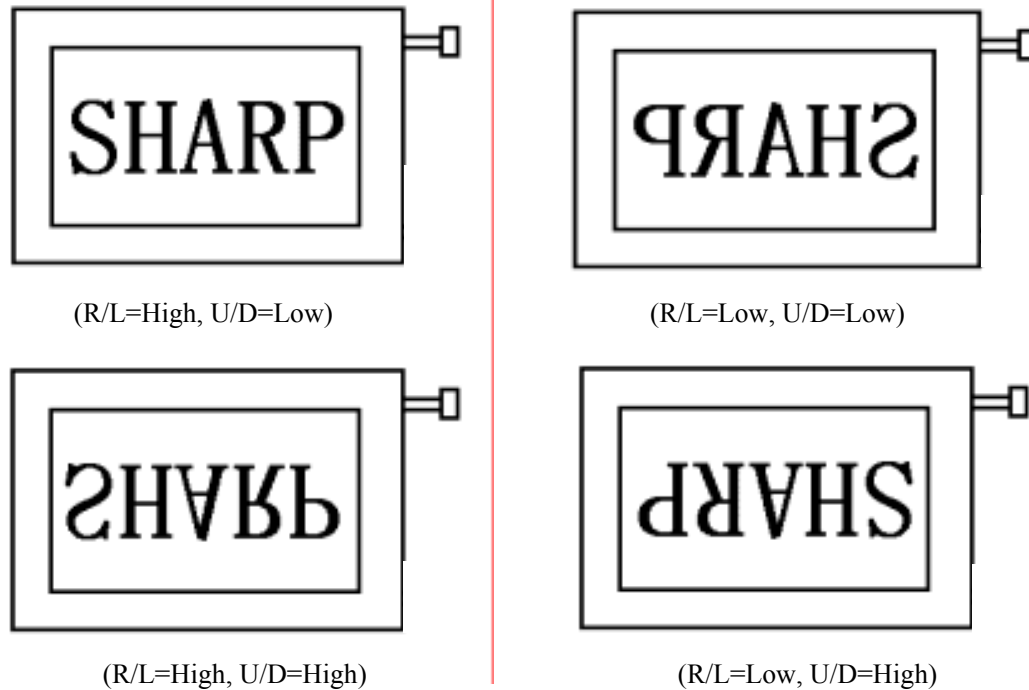 SHARP
SHARP
(R/L=High, U/D=Low)
(R/L=Low, U/D=Low)
SHARP
SHARP
(R/L=High, U/D=High)
(R/L=Low, U/D=High)